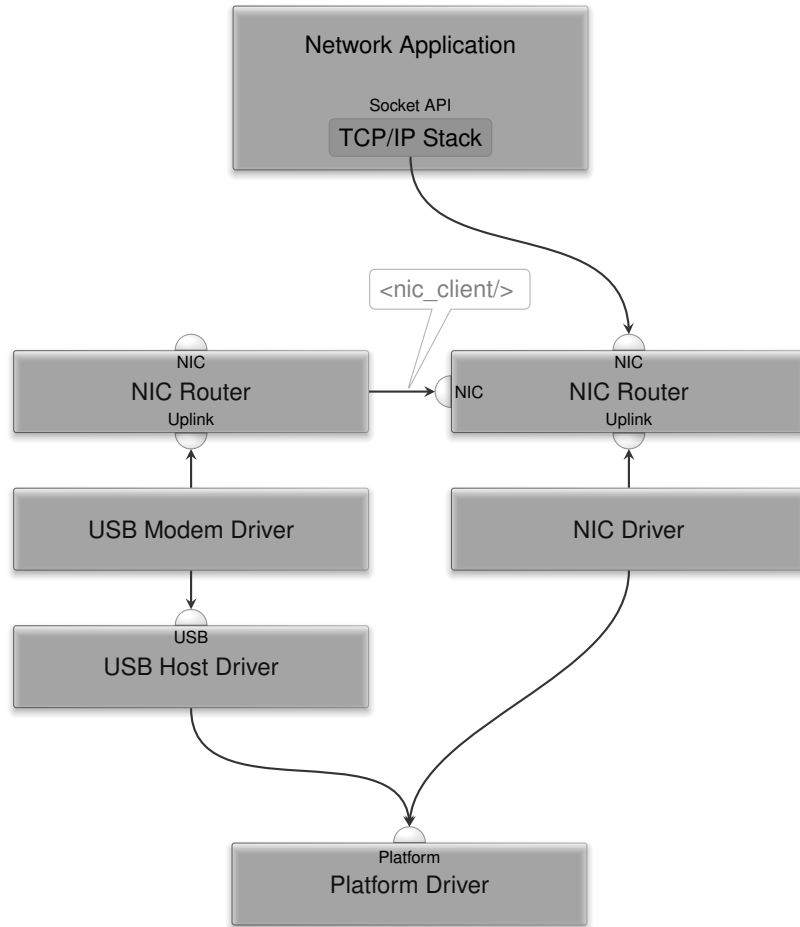 Network Application
Socket API
TCP/IP Stack
<nic_client/>
NIC
NIC Router
Uplink
NIC
NIC
NIC Router
Uplink
USB Modem Driver
NIC Driver
USB
USB Host Driver
Platform
Platform Driver